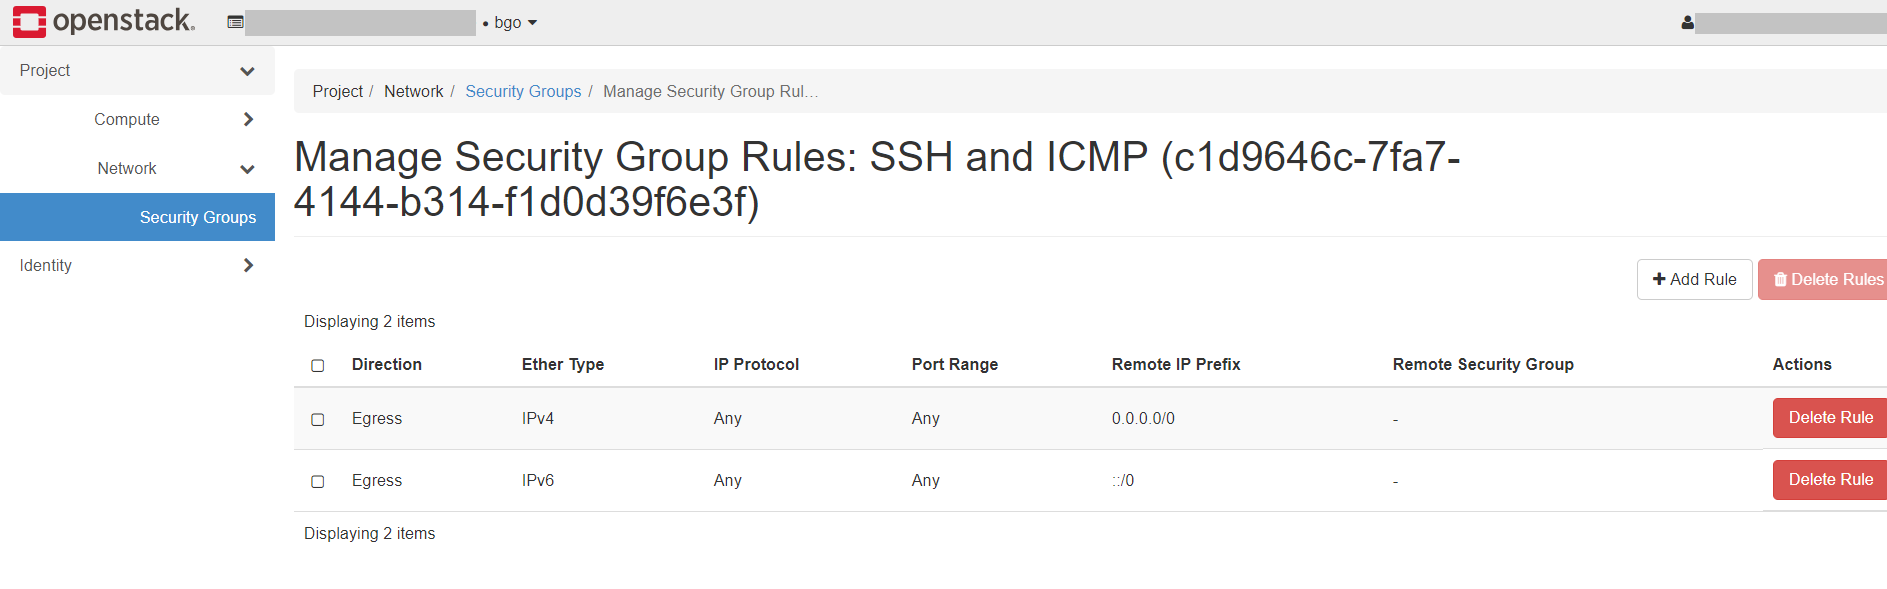 openstack. • bgo
Project
Compute
Network
Security Groups
Identity
Project / Network / Security Groups / Manage Security Group Rul...
Manage Security Group Rules: SSH and ICMP (c1d9646c-7fa7-
4144-b314-f1d0d39f6e3f)
Add Rule Delete Rules
Displaying 2 items
Direction Ether Type IP Protocol Port Range Remote IP Prefix Remote Security Group Actions
Egress IPv4 Any Any 0.0.0.0/0 - Delete Rule
Egress IPv6 Any Any ::/0 - Delete Rule
Displaying 2 items